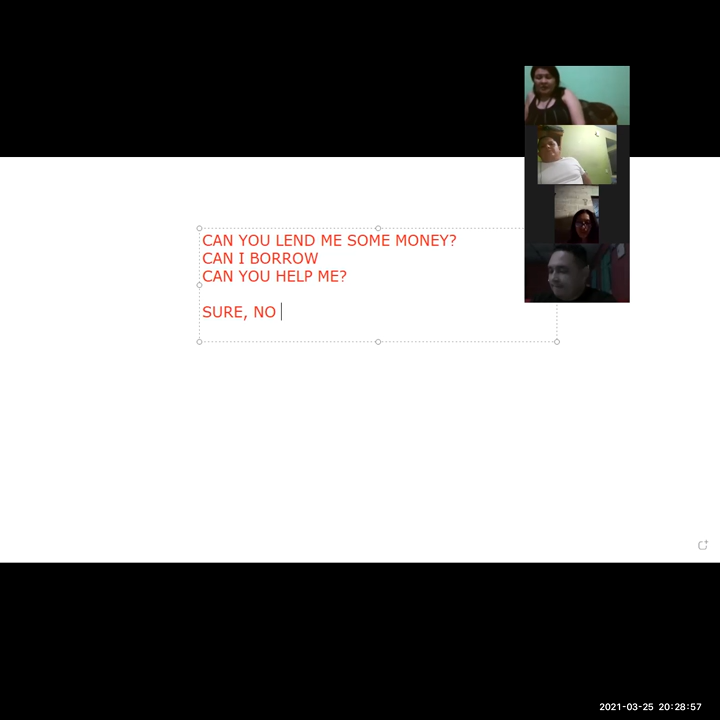 CAN YOU LEND ME SOME MONEY?
CAN I BORROW
CAN YOU HELP ME?
SURE, NO
2021-03-25 20:28:57